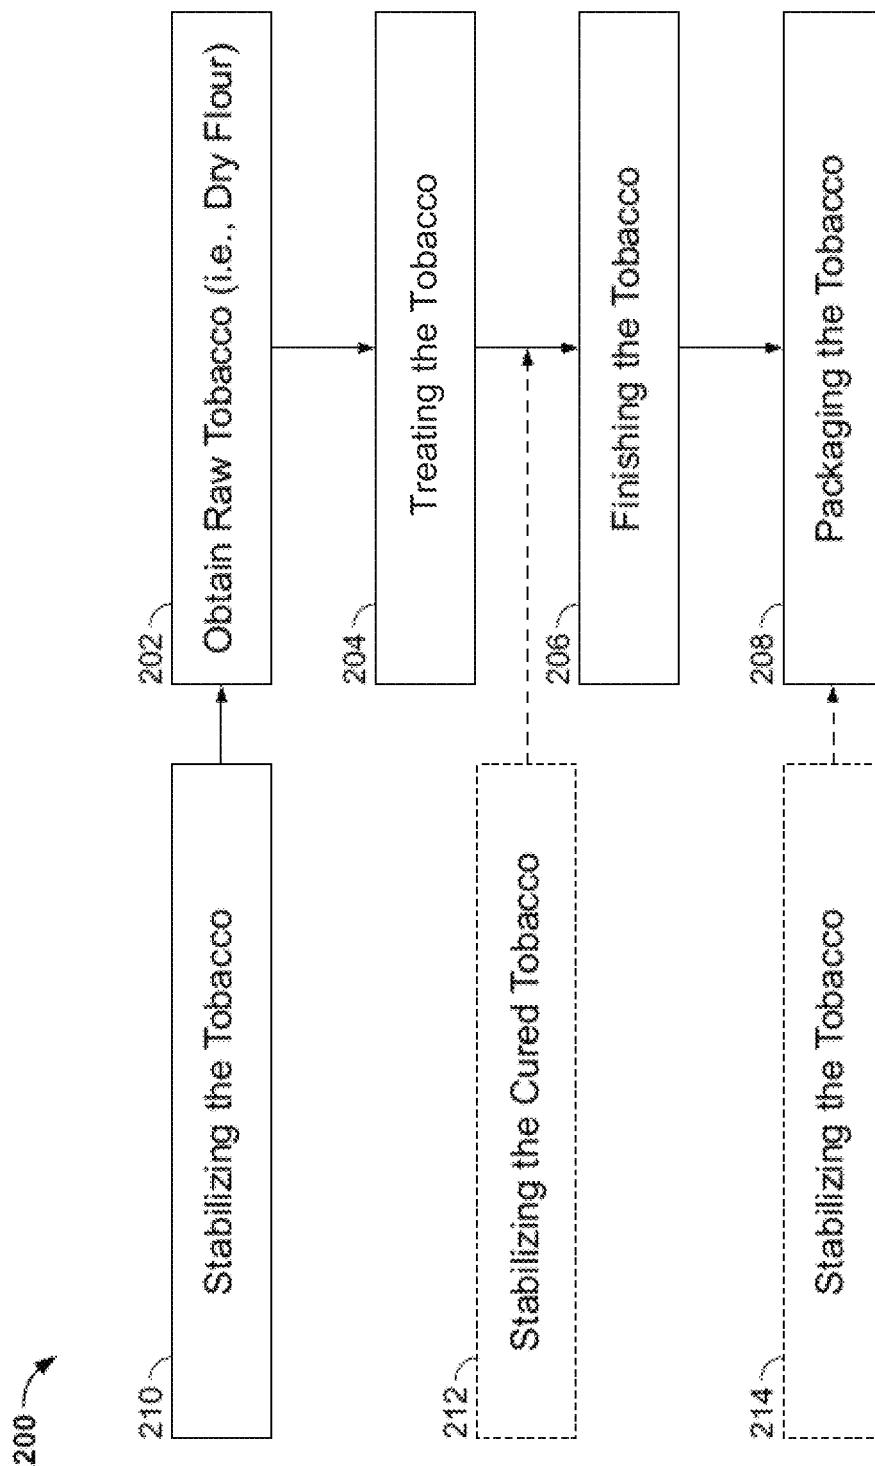 200
210
Stabilizing the Tobacco
202
Obtain Raw Tobacco (i.e., Dry Flour)
204
Treating the Tobacco
212
Stabilizing the Cured Tobacco
206
Finishing the Tobacco
214
Stabilizing the Tobacco
208
Packaging the Tobacco